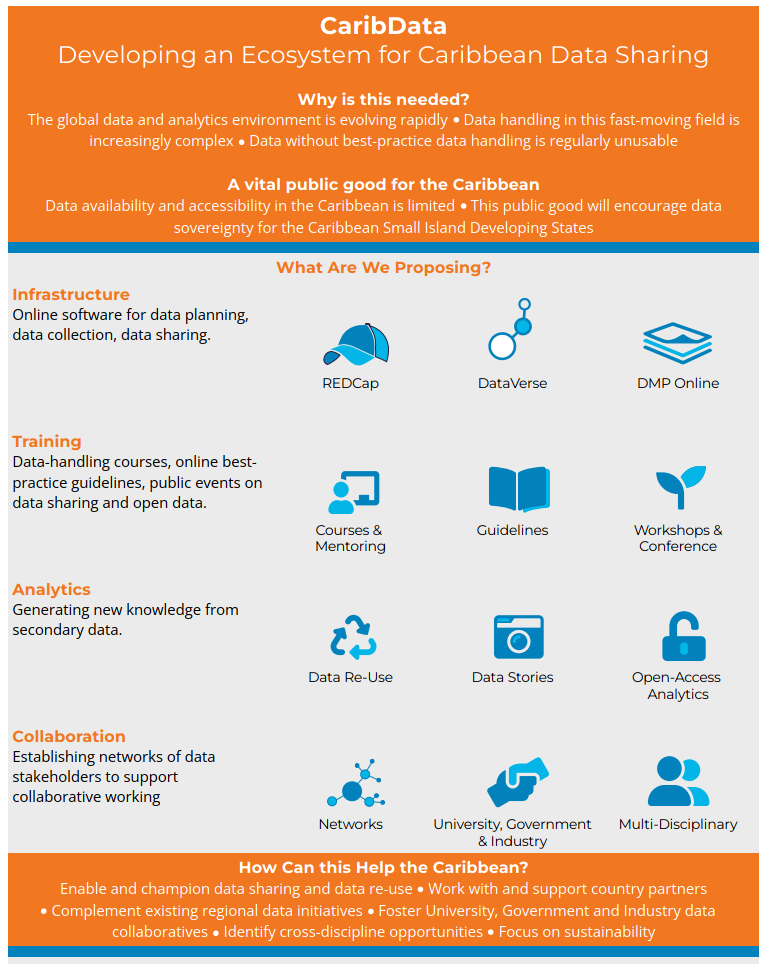 CaribData
Developing an Ecosystem for Caribbean Data Sharing
Why is this needed?
The global data and analytics environment is evolving rapidly • Data handling in this fast-moving field is
increasingly complex • Data without best-practice data handling is regularly unusable
A vital public good for the Caribbean
Data availability and accessibility in the Caribbean is limited • This public good will encourage data
sovereignty for the Caribbean Small Island Developing States
What Are We Proposing?
Infrastructure
Online software for data planning,
data collection, data sharing.
REDCap
DataVerse
DMP Online
Training
Data-handling courses, online best-
practice guidelines, public events on
data sharing and open data.
Courses &
Mentoring
Guidelines
Workshops &
Conference
Analytics
Generating new knowledge from
secondary data.
Data Re-Use
Data Stories
Open-Access
Analytics
Collaboration
Establishing networks of data
stakeholders to support
collaborative working
Networks
University, Government
& Industry
Multi-Disciplinary
How Can this Help the Caribbean?
Enable and champion data sharing and data re-use • Work with and support country partners
• Complement existing regional data initiatives • Foster University, Government and Industry data
collaboratives • Identify cross-discipline opportunities • Focus on sustainability